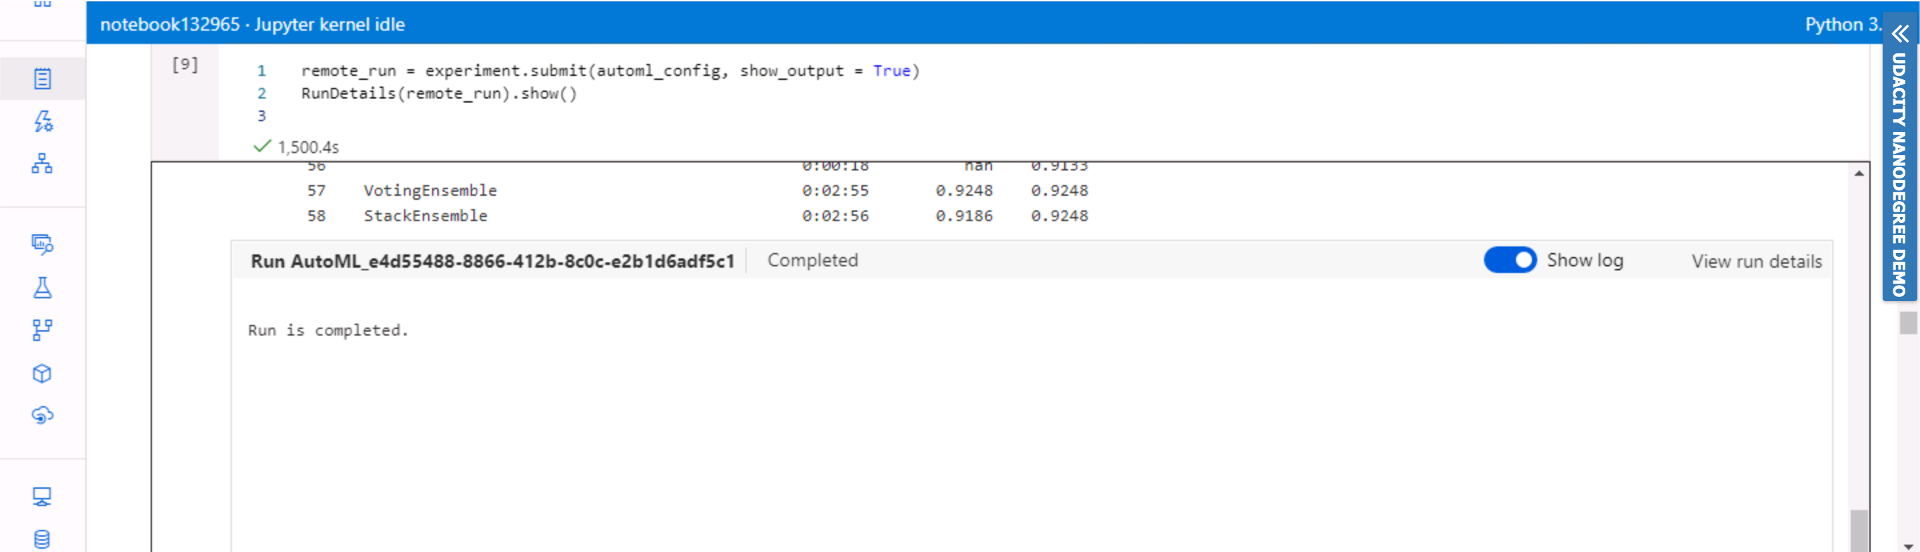 notebook132965 · Jupyter kernel idle
Python 3.
[9]
1 remote_run = experiment.submit(automl_config, show_output = True)
2 RunDetails(remote_run).show()
3
1,500.4s
56 0:00:18 nan 0.9133
57 VotingEnsemble 0:02:55 0.9248 0.9248
58 StackEnsemble 0:02:56 0.9186 0.9248
Run AutoML_e4d55488-8866-412b-8c0c-e2b1d6adf5c1 Completed Show log View run details
Run is completed.
UDACITY NANODEGREE DEMO